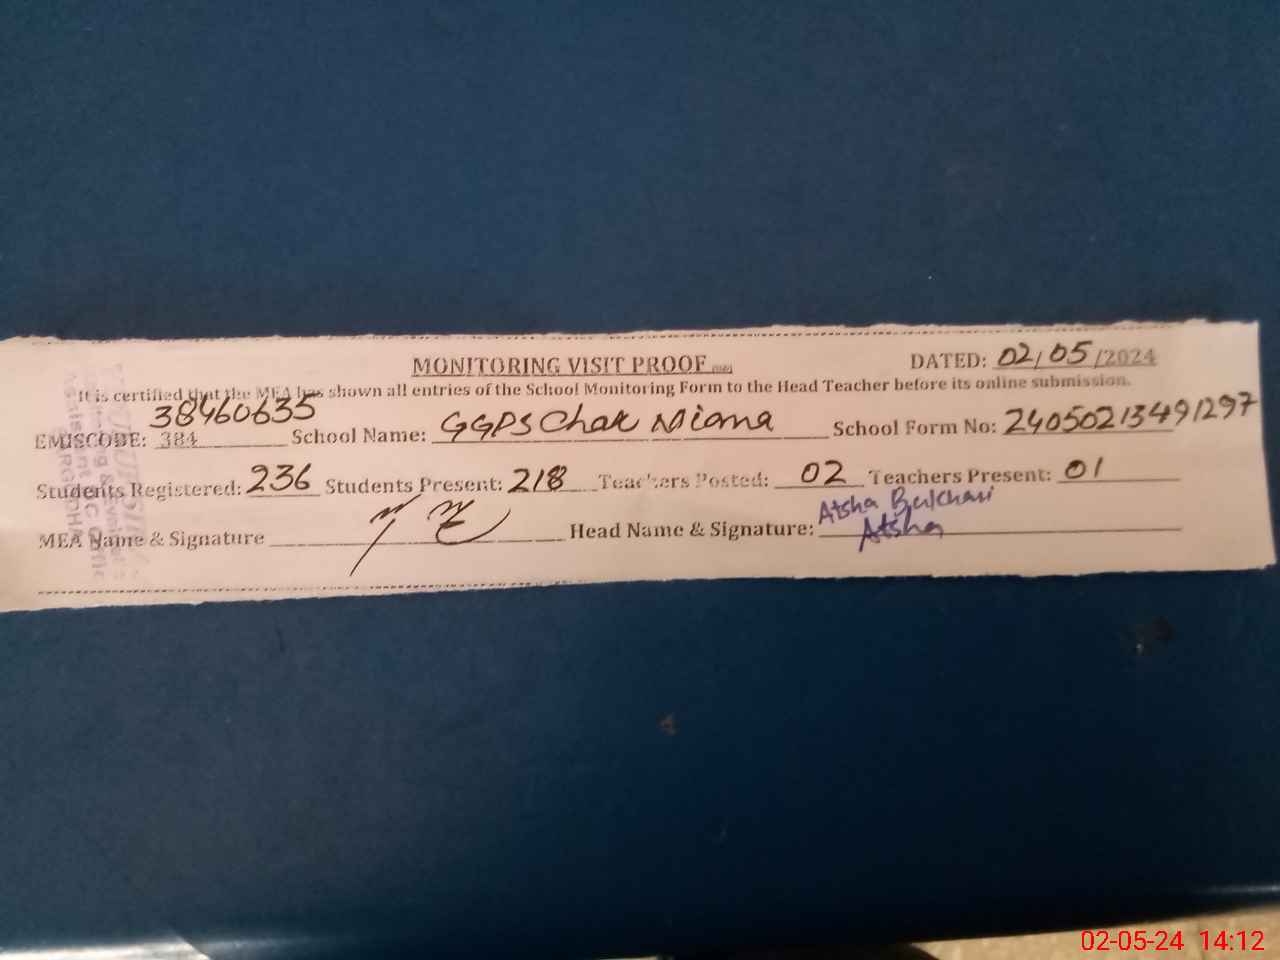 MONITORING VISIT PROOF DATED: 02/05/2024
It is certified that the MEA has shown all entries of the School Monitoring Form to the Head Teacher before its online submission.
38460635
EMISCODE: 384 School Name: GGPS Chak Miana School Form No: 24050213491297
Students Registered: 236 Students Present: 218 Teachers Posted: 02 Teachers Present: 01
MEA Name & Signature Head Name & Signature: Atsha Bukhari
Atsha
02-05-24 14:12